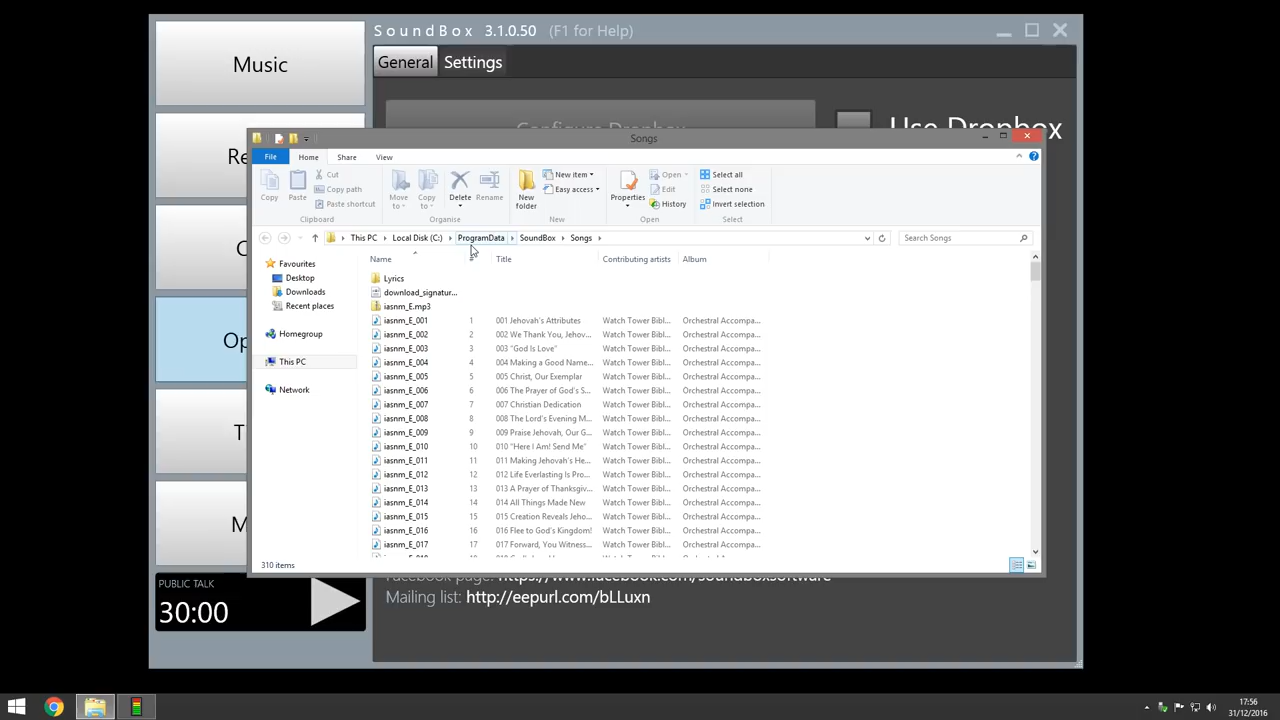 SoundBox 3.1.0.50 (F1 for Help)
Music
General Settings
Use Dropbox
Songs
File Home Share View
Copy Paste Cut Copy path Paste shortcut
Clipboard
Move to Copy to Delete Rename
Organise
New folder New item Easy access
New
Properties Open Edit History
Open
Select all Select none Invert selection
Select
This PC Local Disk (C:) ProgramData SoundBox Songs
Search Songs
Favourites
Desktop
Downloads
Recent places
Homegroup
This PC
Network
Name # Title Contributing artists Album
Lyrics
download_signatur...
iasnm_E.mp3
iasnm_E_001 1 001 Jehovah's Attributes Watch Tower Bibl... Orchestral Accompa...
iasnm_E_002 2 002 We Thank You, Jehov... Watch Tower Bibl... Orchestral Accompa...
iasnm_E_003 3 003 "God Is Love" Watch Tower Bibl... Orchestral Accompa...
iasnm_E_004 4 004 Making a Good Name... Watch Tower Bibl... Orchestral Accompa...
iasnm_E_005 5 005 Christ, Our Exemplar Watch Tower Bibl... Orchestral Accompa...
iasnm_E_006 6 006 The Prayer of God's S... Watch Tower Bibl... Orchestral Accompa...
iasnm_E_007 7 007 Christian Dedication Watch Tower Bibl... Orchestral Accompa...
iasnm_E_008 8 008 The Lord's Evening M... Watch Tower Bibl... Orchestral Accompa...
iasnm_E_009 9 009 Praise Jehovah, Our G... Watch Tower Bibl... Orchestral Accompa...
iasnm_E_010 10 010 "Here I Am! Send Me" Watch Tower Bibl... Orchestral Accompa...
iasnm_E_011 11 011 Making Jehovah's He... Watch Tower Bibl... Orchestral Accompa...
iasnm_E_012 12 012 Life Everlasting Is Pro... Watch Tower Bibl... Orchestral Accompa...
iasnm_E_013 13 013 A Prayer of Thanksgiv... Watch Tower Bibl... Orchestral Accompa...
iasnm_E_014 14 014 All Things Made New Watch Tower Bibl... Orchestral Accompa...
iasnm_E_015 15 015 Creation Reveals Jeho... Watch Tower Bibl... Orchestral Accompa...
iasnm_E_016 16 016 Flee to God's Kingdom! Watch Tower Bibl... Orchestral Accompa...
iasnm_E_017 17 017 Forward, You Witness... Watch Tower Bibl... Orchestral Accompa...
310 items
PUBLIC TALK
30:00
Facebook page: https://www.facebook.com/soundboxsoftware
Mailing list: http://eepurl.com/bLLuxn
17:56
31/12/2016